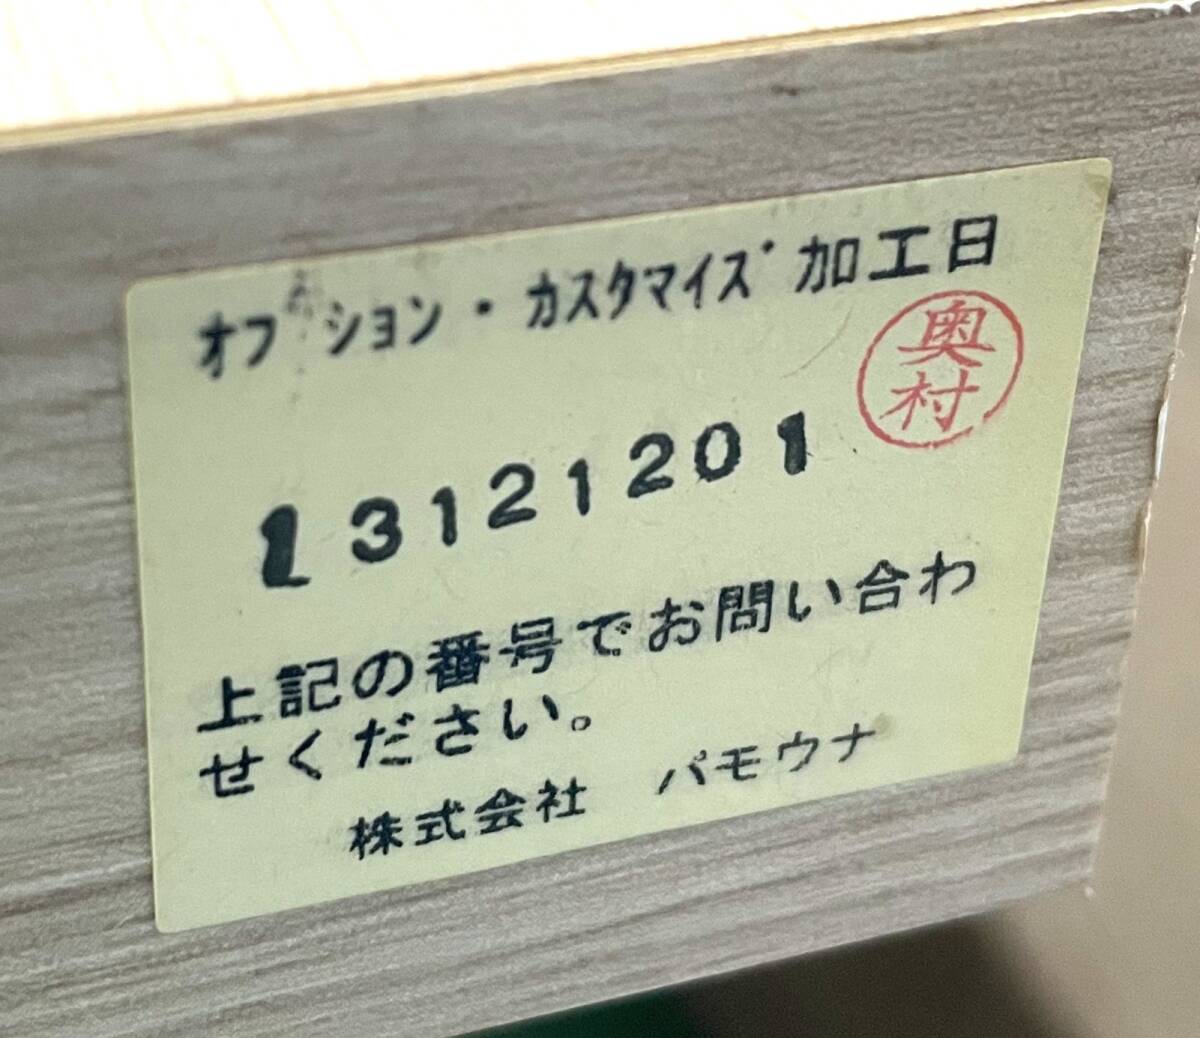 オプション・カスタマイズ加工日
奥村
13121201
上記の番号でお問い合わ
せください。
株式会社　パモウナ